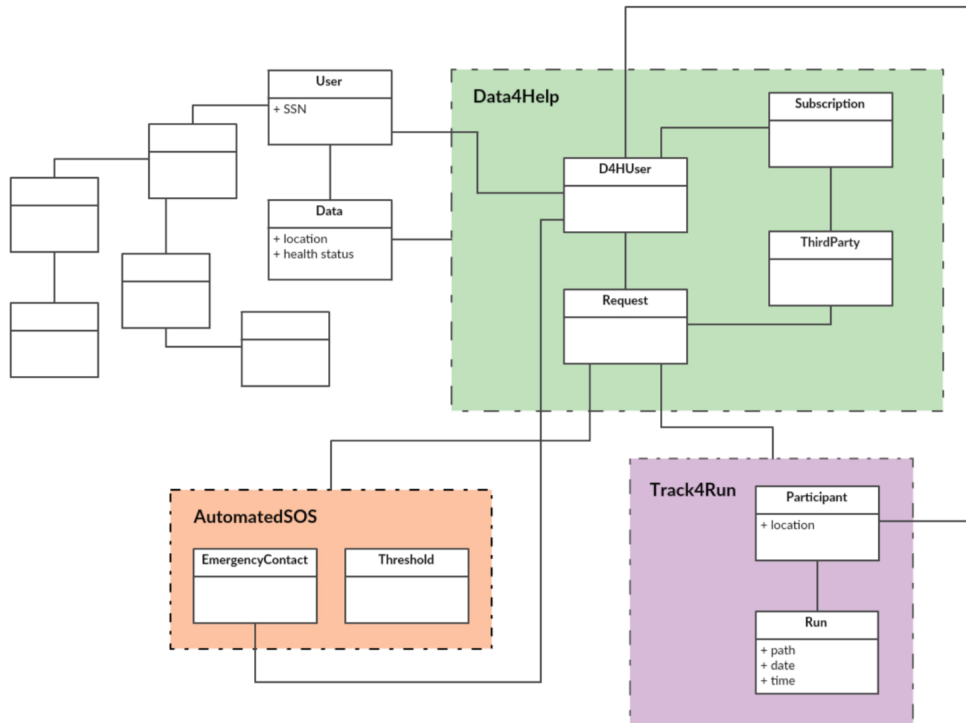 User
+ SSN
Data
+ location
+ health status
Data4Help
Subscription
D4HUser
ThirdParty
Request
AutomatedSOS
EmergencyContact
Threshold
Track4Run
Participant
+ location
Run
+ path
+ date
+ time